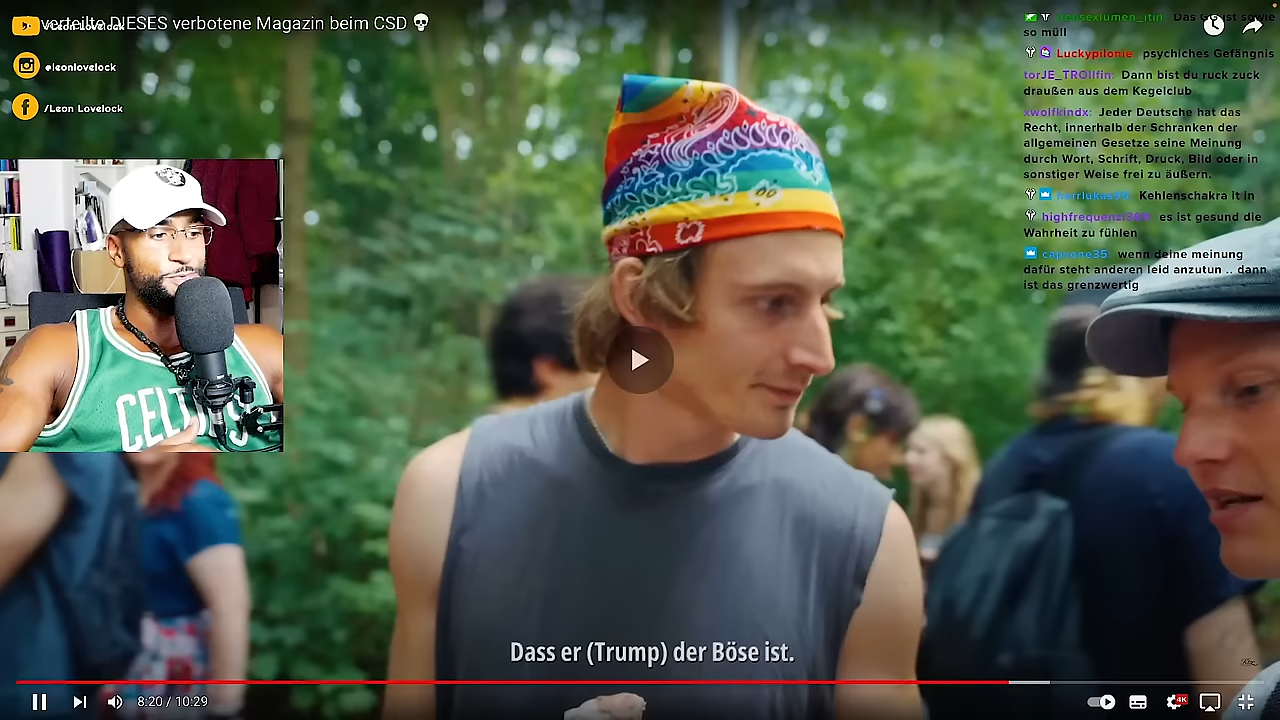 verteilte DIESES verbotene Magazin beim CSD 💀
/Leon Lovelock
@leonlovelock
/Leon Lovelock
CELTICS
so müll
Luckypilonie psychiches Gefängnis
torJE_TROllfin: Dann bist du ruck zuck
draußen aus dem Kegelclub
xwolfkindx: Jeder Deutsche hat das
Recht, innerhalb der Schranken der
allgemeinen Gesetze seine Meinung
durch Wort, Schrift, Druck, Bild oder in
sonstiger Weise frei zu äußern.
Kehlenschakra it in
es ist gesund die
Wahrheit zu fühlen
wenn deine meinung
dafür steht anderen leid anzutun .. dann
ist das grenzwertig
Dass er (Trump) der Böse ist.
8:20 / 10:29
4K